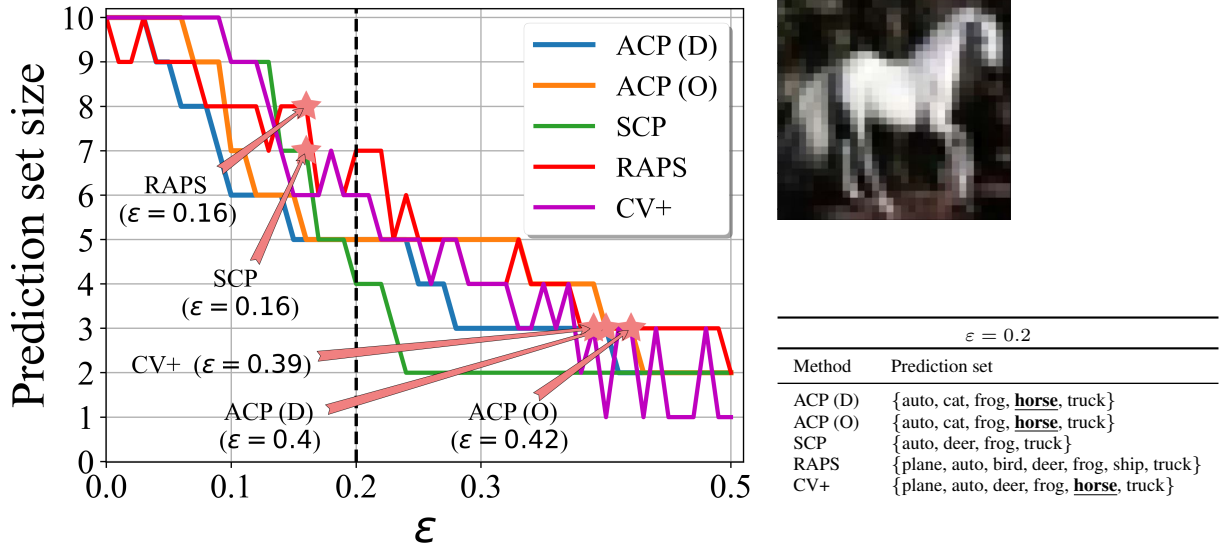 Prediction set size
10
9
8
7
6
5
4
3
2
1
0
0.0 0.1 0.2 0.3 0.5
ε
ACP (D)
ACP (O)
SCP
RAPS
CV+
RAPS
(ε = 0.16)
SCP
(ε = 0.16)
CV+ (ε = 0.39)
ACP (D)
(ε = 0.4)
ACP (O)
(ε = 0.42)
ε = 0.2
Method Prediction set
ACP (D) {auto, cat, frog, horse, truck}
ACP (O) {auto, cat, frog, horse, truck}
SCP {auto, deer, frog, truck}
RAPS {plane, auto, bird, deer, frog, ship, truck}
CV+ {plane, auto, deer, frog, horse, truck}